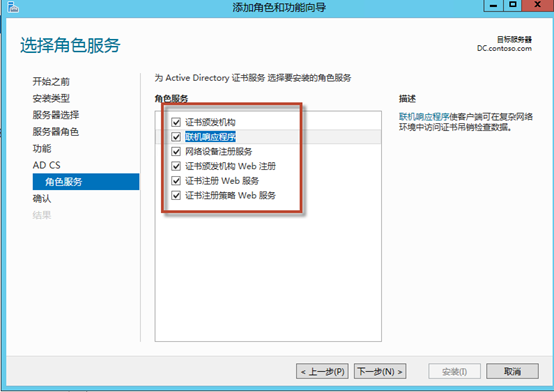 添加角色和功能向导
选择角色服务
目标服务器
DC.contoso.com
开始之前
安装类型
服务器选择
服务器角色
功能
AD CS
角色服务
确认
结果
为 Active Directory 证书服务 选择要安装的角色服务
角色服务
证书颁发机构
联机响应程序
网络设备注册服务
证书颁发机构 Web 注册
证书注册 Web 服务
证书注册策略 Web 服务
描述
联机响应程序使客户端可在复杂网络
环境中访问证书吊销检查数据。
< 上一步(P)
下一步(N) >
安装(I)
取消